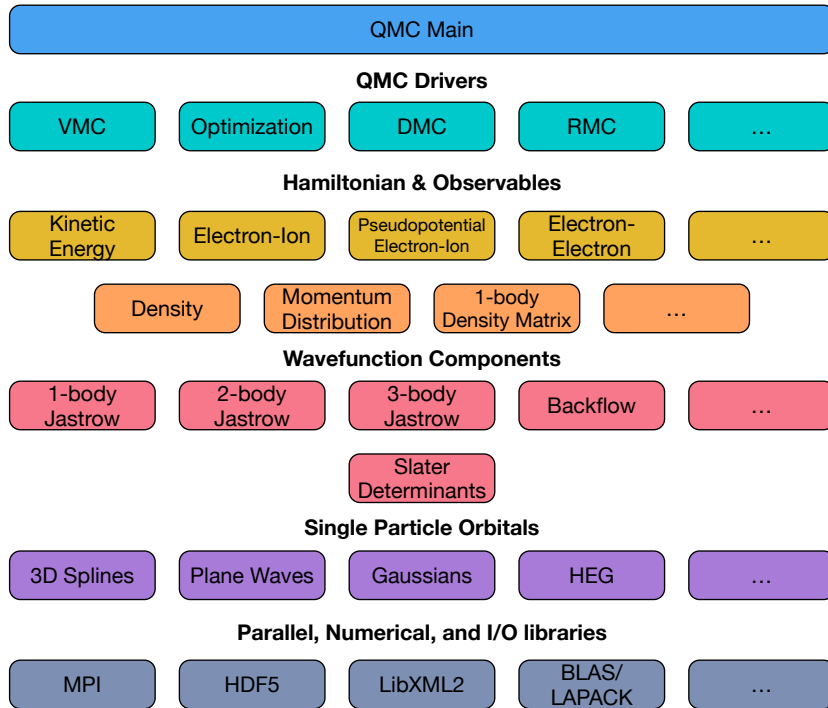 QMC Main
QMC Drivers
VMC
Optimization
DMC
RMC
...
Hamiltonian & Observables
Kinetic
Energy
Electron-Ion
Pseudopotential
Electron-Ion
Electron-
Electron
...
Density
Momentum
Distribution
1-body
Density Matrix
...
Wavefunction Components
1-body
Jastrow
2-body
Jastrow
3-body
Jastrow
Backflow
...
Slater
Determinants
Single Particle Orbitals
3D Splines
Plane Waves
Gaussians
HEG
...
Parallel, Numerical, and I/O libraries
MPI
HDF5
LibXML2
BLAS/
LAPACK
...